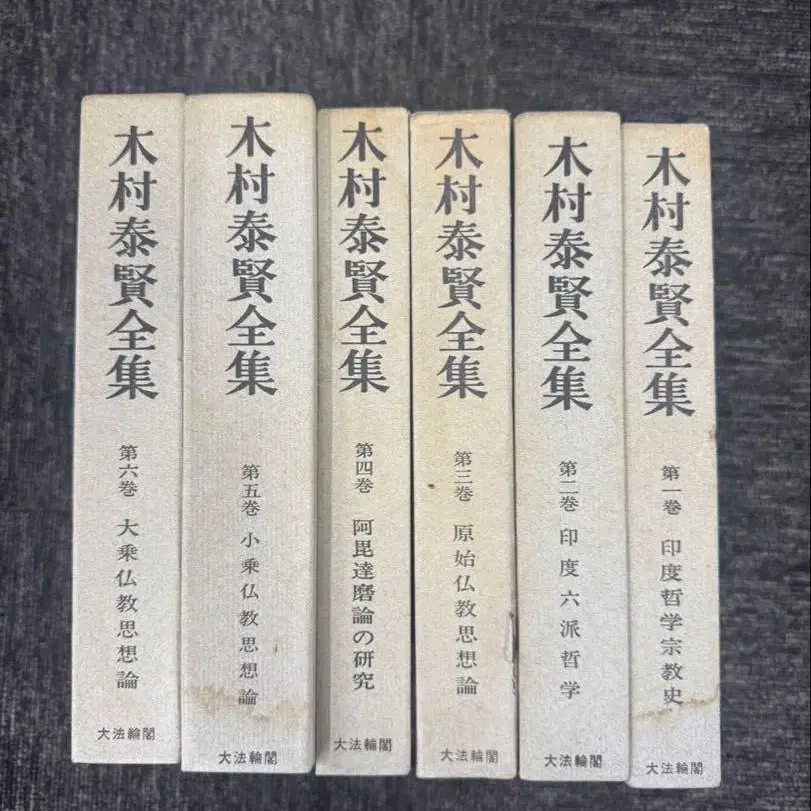 木村泰賢全集
第一巻 印度哲学宗教史
大法輪閣
木村泰賢全集
第二巻 印度六派哲学
大法輪閣
木村泰賢全集
第三巻 原始仏教思想論
大法輪閣
木村泰賢全集
第四巻 阿毘達磨論の研究
大法輪閣
木村泰賢全集
第五巻 小乗仏教思想論
大法輪閣
木村泰賢全集
第六巻 大乗仏教思想論
大法輪閣